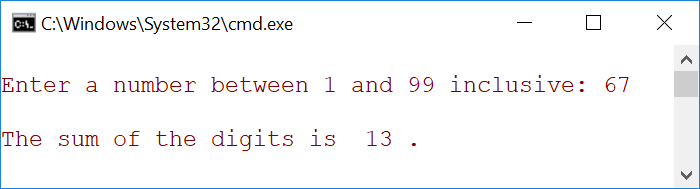 C:\Windows\System32\cmd.exe
Enter a number between 1 and 99 inclusive: 67
The sum of the digits is  13 .